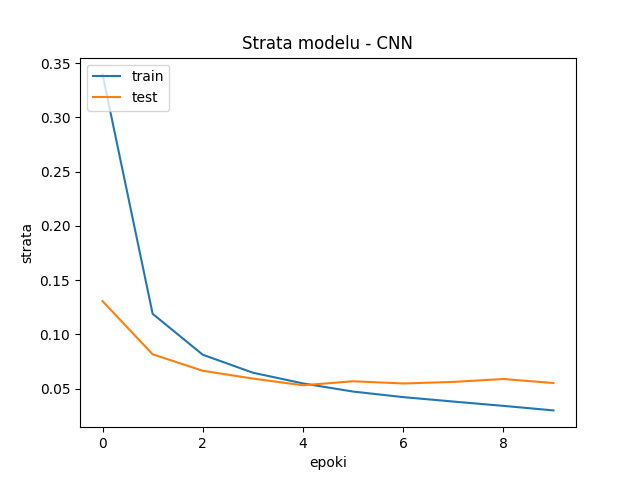 Strata modelu - CNN
train
test
0.35
0.30
0.25
0.20
0.15
0.10
0.05
strata
0
2
4
6
8
epoki